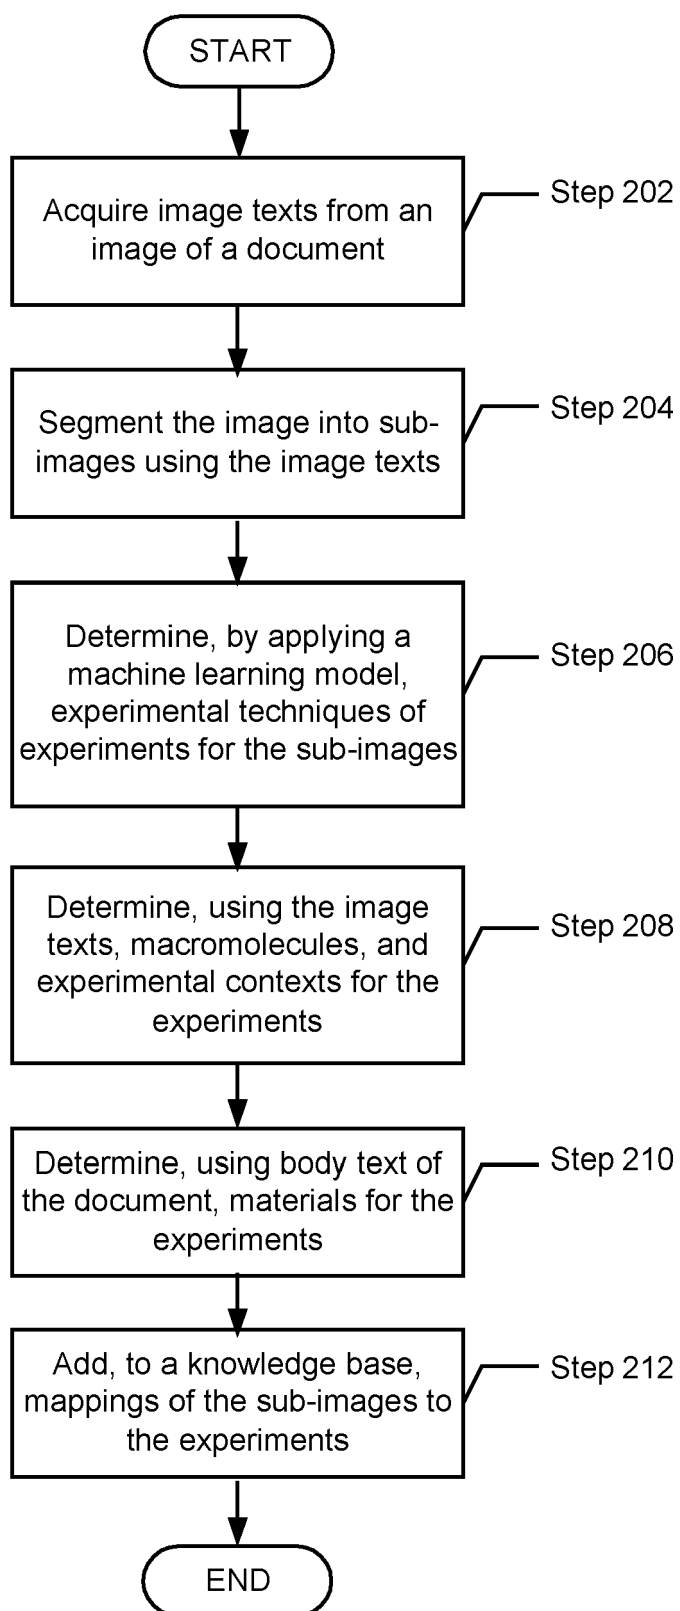 START
Acquire image texts from an
image of a document
Step 202
Segment the image into sub-
images using the image texts
Step 204
Determine, by applying a
machine learning model,
experimental techniques of
experiments for the sub-images
Step 206
Determine, using the image
texts, macromolecules, and
experimental contexts for the
experiments
Step 208
Determine, using body text of
the document, materials for the
experiments
Step 210
Add, to a knowledge base,
mappings of the sub-images to
the experiments
Step 212
END